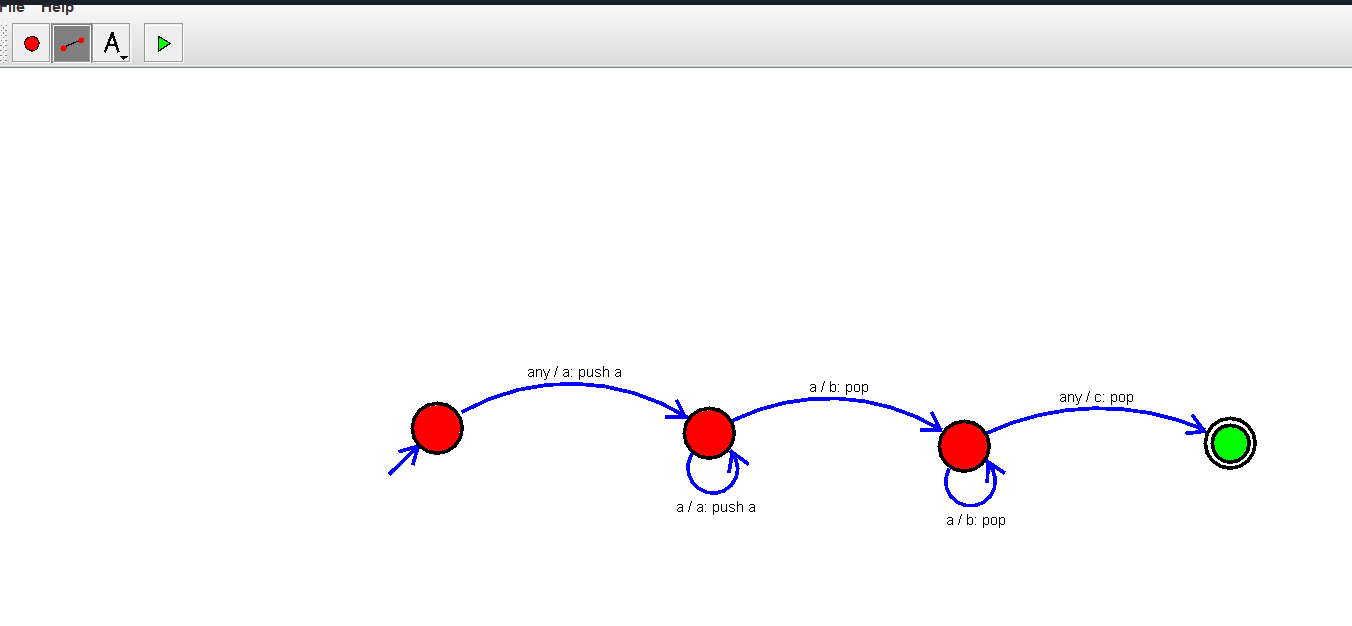 File Help
A
any / a: push a
a / b: pop
any / c: pop
a / a: push a
a / b: pop